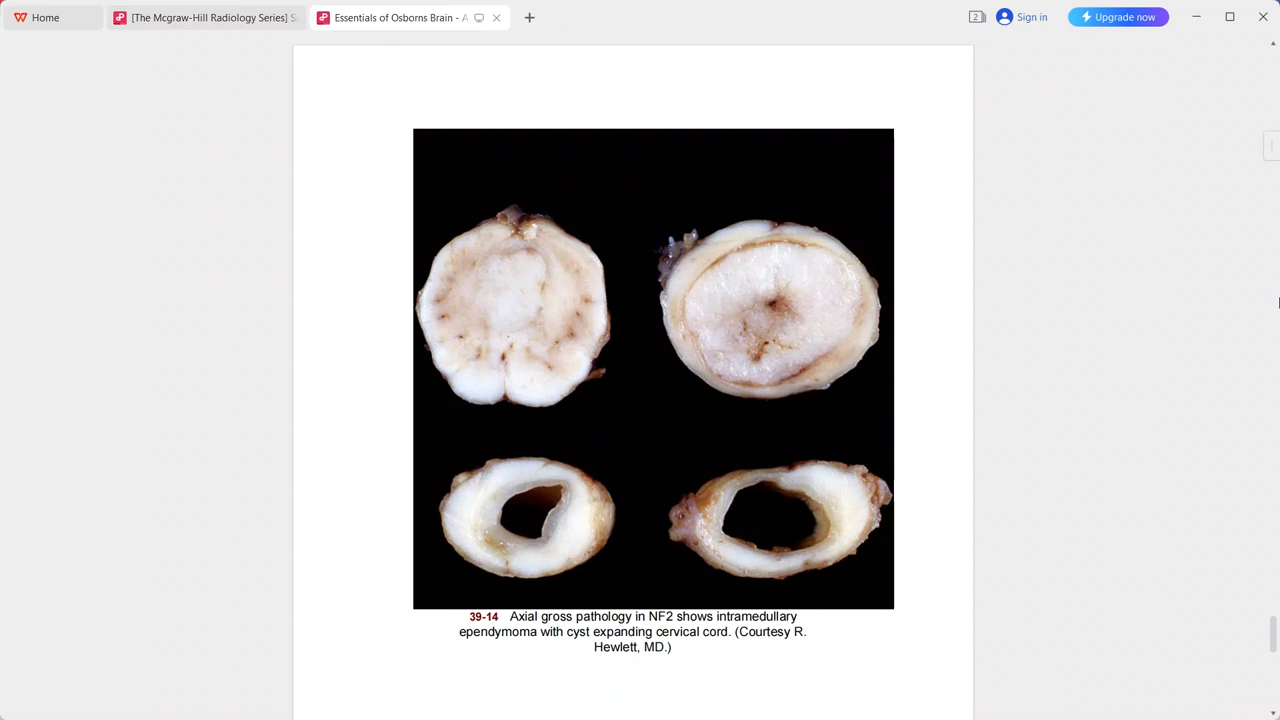 Home
[The Mcgraw-Hill Radiology Series] S
Essentials of Osborns Brain - A
2
Sign in
Upgrade now
39-14 Axial gross pathology in NF2 shows intramedullary
ependymoma with cyst expanding cervical cord. (Courtesy R.
Hewlett, MD.)